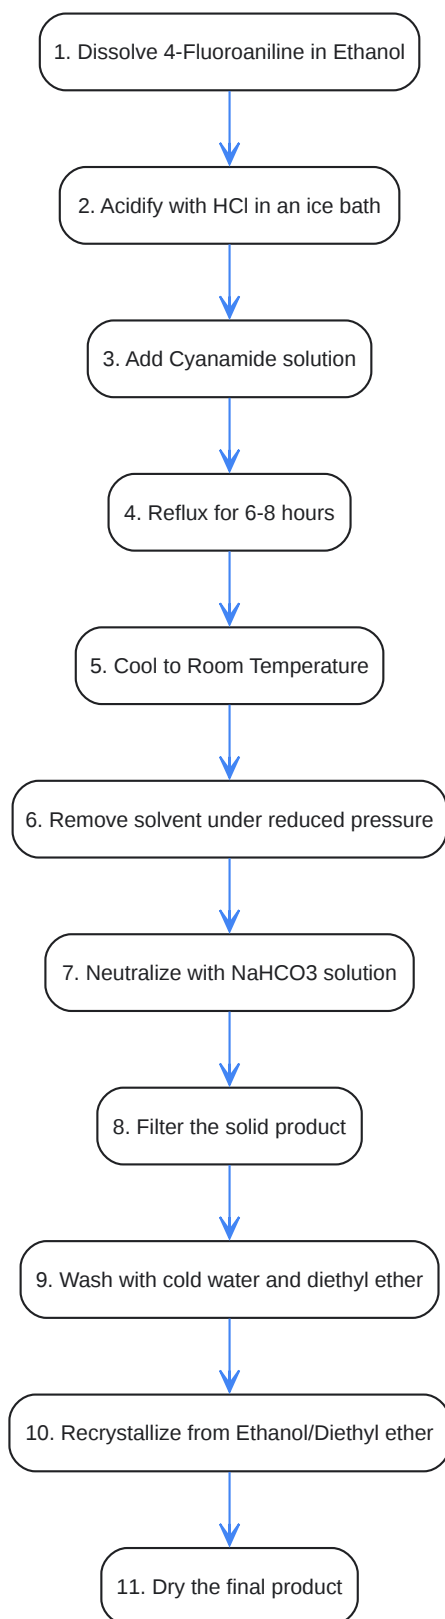 1. Dissolve 4-Fluoroaniline in Ethanol
2. Acidify with HCl in an ice bath
3. Add Cyanamide solution
4. Reflux for 6-8 hours
5. Cool to Room Temperature
6. Remove solvent under reduced pressure
7. Neutralize with NaHCO3 solution
8. Filter the solid product
9. Wash with cold water and diethyl ether
10. Recrystallize from Ethanol/Diethyl ether
11. Dry the final product